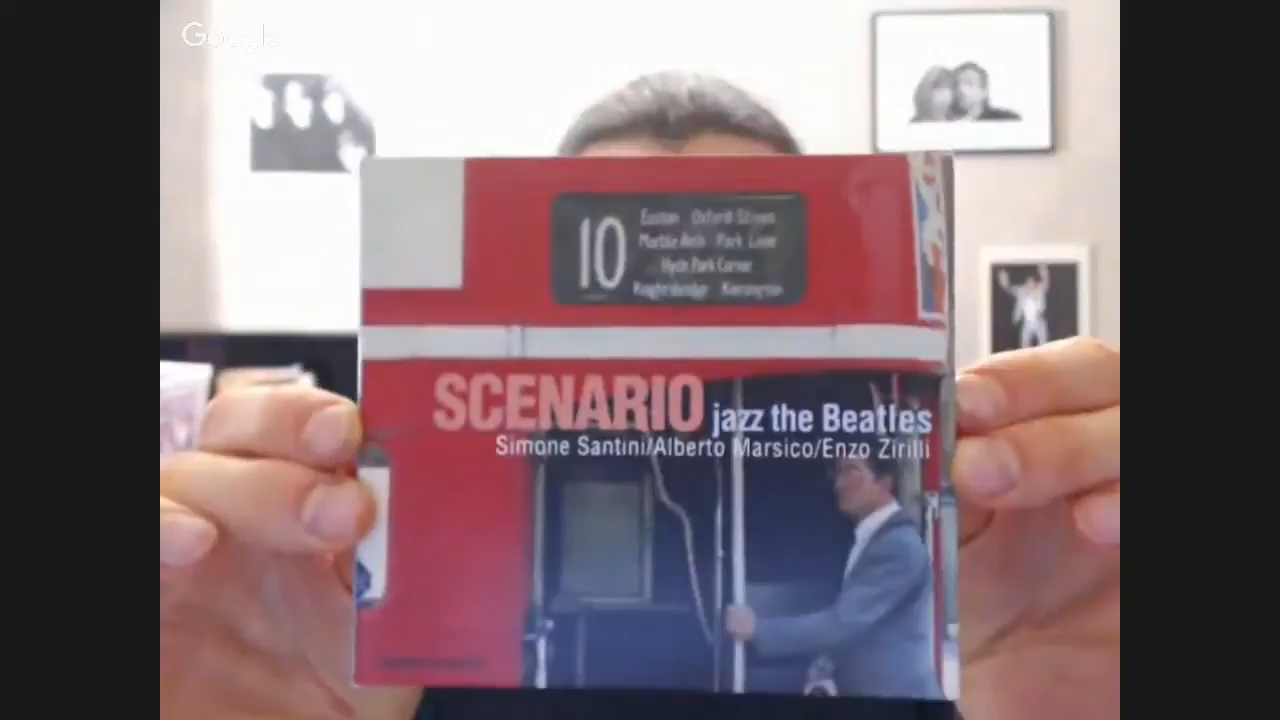 Google
10
Euston Oxford Street
Marble Arch Park Lane
Hyde Park Corner
Knightsbridge Kensington
SCENARIO jazz the Beatles
Simone Santini/Alberto Marsico/Enzo Zirilli